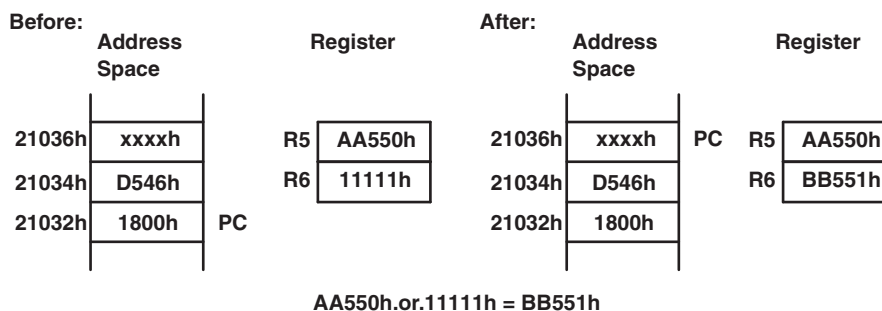 Before: After:
Address Register Address Register
Space Space
21036h xxxxh R5 AA550h 21036h xxxxh PC R5 AA550h
21034h D546h R6 11111h 21034h D546h R6 BB551h
21032h 1800h PC 21032h 1800h
AA550h.or.11111h = BB551h